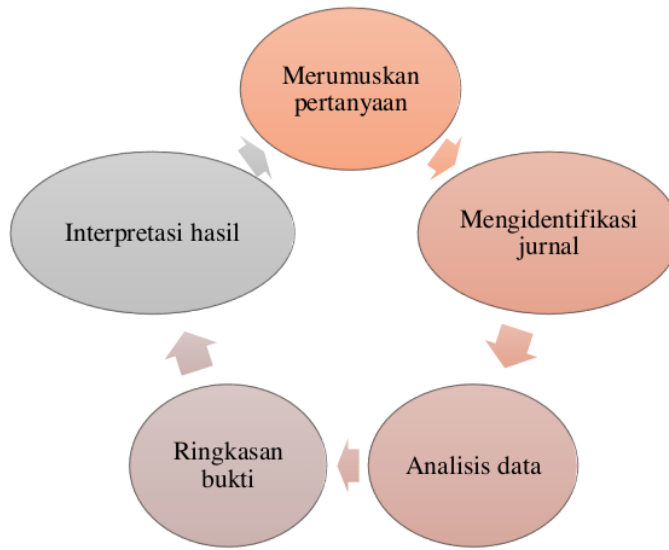 Merumuskan
pertanyaan
Mengidentifikasi
jurnal
Analisis data
Ringkasan
bukti
Interpretasi hasil